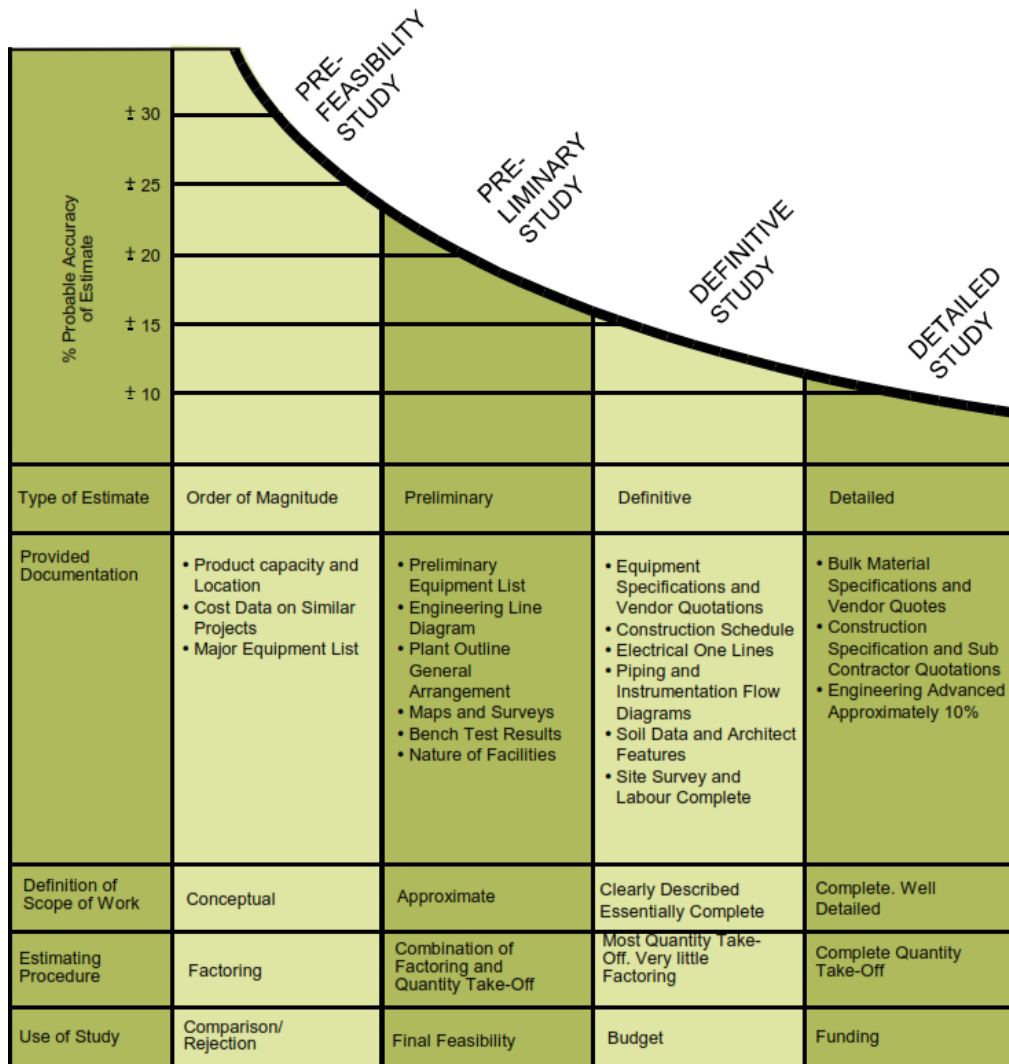 PRE-
FEASIBILITY
STUDY
PRE-
LIMINARY
STUDY
DEFINITIVE
STUDY
DETAILED
STUDY
% Probable Accuracy
of Estimate
± 30
± 25
± 20
± 15
± 10
Type of Estimate
Order of Magnitude
Preliminary
Definitive
Detailed
Provided
Documentation
• Product capacity and
Location
• Cost Data on Similar
Projects
• Major Equipment List
• Preliminary
Equipment List
• Engineering Line
Diagram
• Plant Outline
General
Arrangement
• Maps and Surveys
• Bench Test Results
• Nature of Facilities
• Equipment
Specifications and
Vendor Quotations
• Construction Schedule
• Electrical One Lines
• Piping and
Instrumentation Flow
Diagrams
• Soil Data and Architect
Features
• Site Survey and
Labour Complete
• Bulk Material
Specifications and
Vendor Quotes
• Construction
Specification and Sub
Contractor Quotations
• Engineering Advanced
Approximately 10%
Definition of
Scope of Work
Conceptual
Approximate
Clearly Described
Essentially Complete
Complete. Well
Detailed
Estimating
Procedure
Factoring
Combination of
Factoring and
Quantity Take-Off
Most Quantity Take-
Off. Very little
Factoring
Complete Quantity
Take-Off
Use of Study
Comparison/
Rejection
Final Feasibility
Budget
Funding